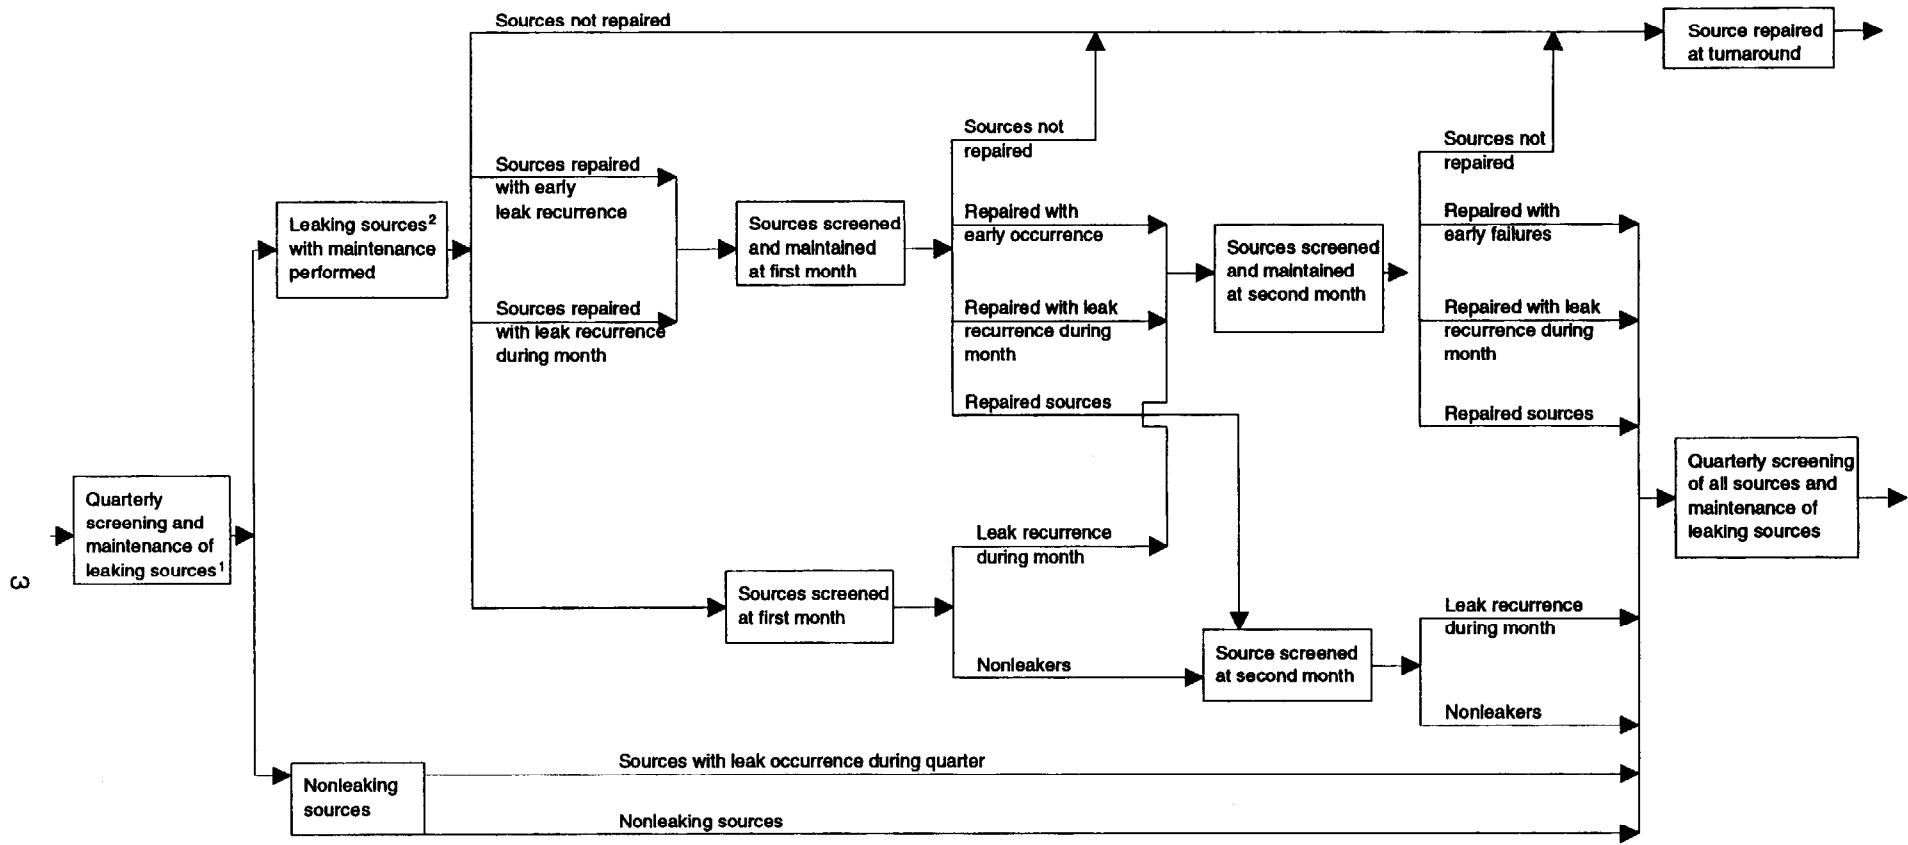 Sources not repaired
Source repaired
at turnaround
Sources not
repaired)
Sources not
repaired)
Sources repaired
with early
leak recurrence
Leaking sources²
with maintenance
performed
Sources screened
and maintained
at first month
Repaired with
early occurrence
Sources screened
and maintained
at second month
Repaired with
early failures
Sources repaired
with leak recurrence
during month
Repaired with leak
recurrence during
month
Repaired with leak
recurrence during
month
Repaired sources
Repaired sources
Quarterly
screening and
maintenance of
leaking sources¹
Quarterly screening
of all sources and
maintenance of
leaking sources
Leak recurrence
during month
3
Sources screened
at first month
Leak recurrence
during month
Nonleakers
Source screened
at second month
Nonleakers
Sources with leak occurrence during quarter
Nonleaking
sources
Nonleaking sources